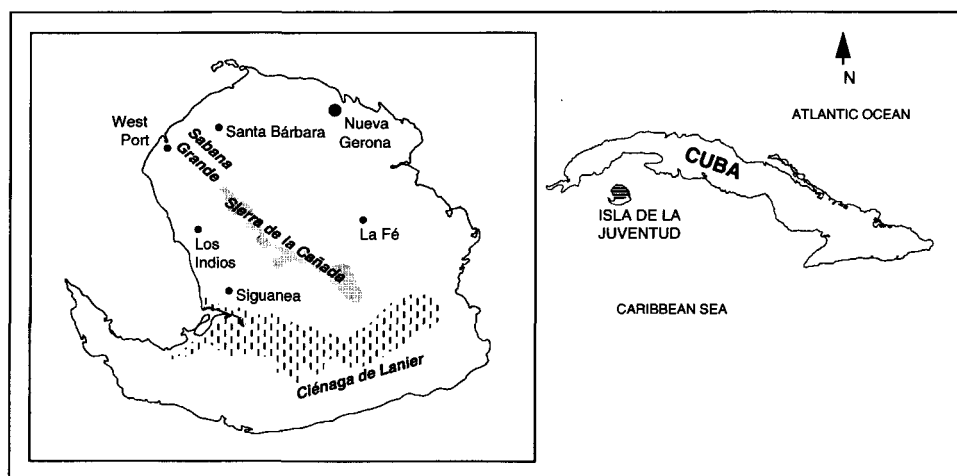 West
Port
Santa Bárbara
Nueva
Gerona
Sabana
Grande
Sierra de la Cañada
La Fé
Los
Indios
Siguanea
Ciénaga de Lanier
N
ATLANTIC OCEAN
CUBA
ISLA DE LA
JUVENTUD
CARIBBEAN SEA